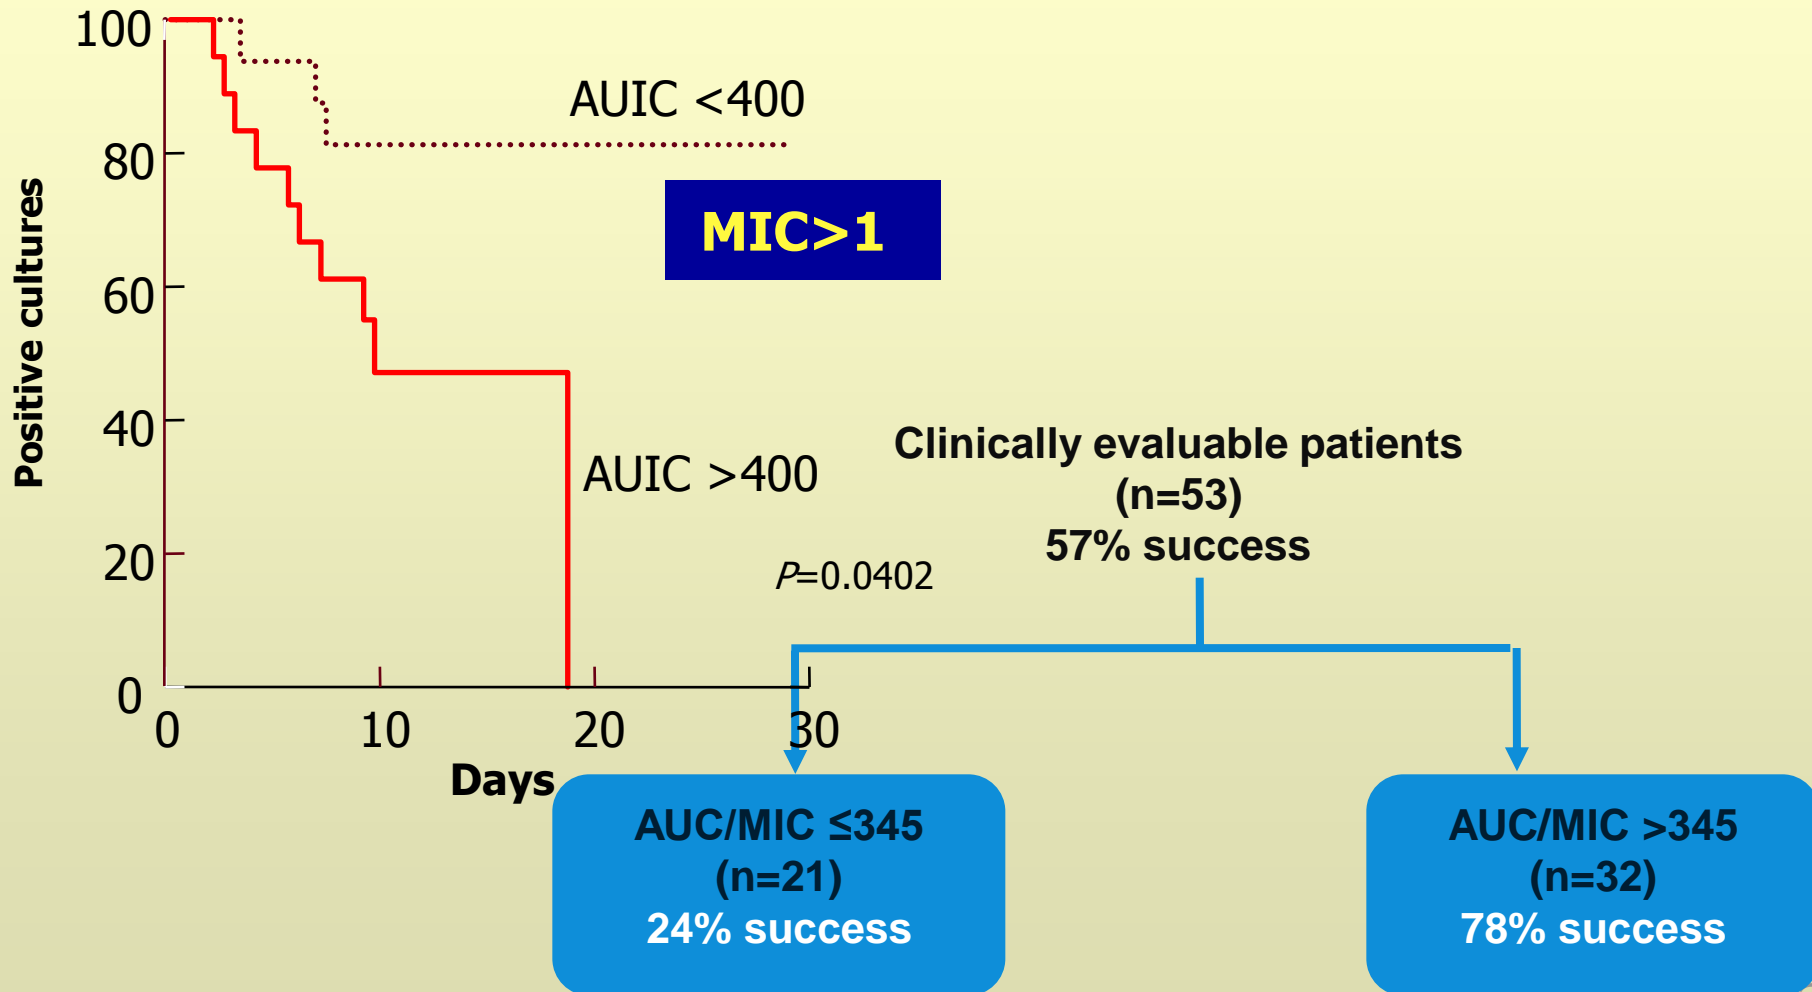 Positive cultures
100
80
60
40
20
0
0
10
20
30
Days
AUIC <400
MIC>1
AUIC >400
P=0.0402
Clinically evaluable patients
(n=53)
57% success
AUC/MIC ≤345
(n=21)
24% success
AUC/MIC >345
(n=32)
78% success